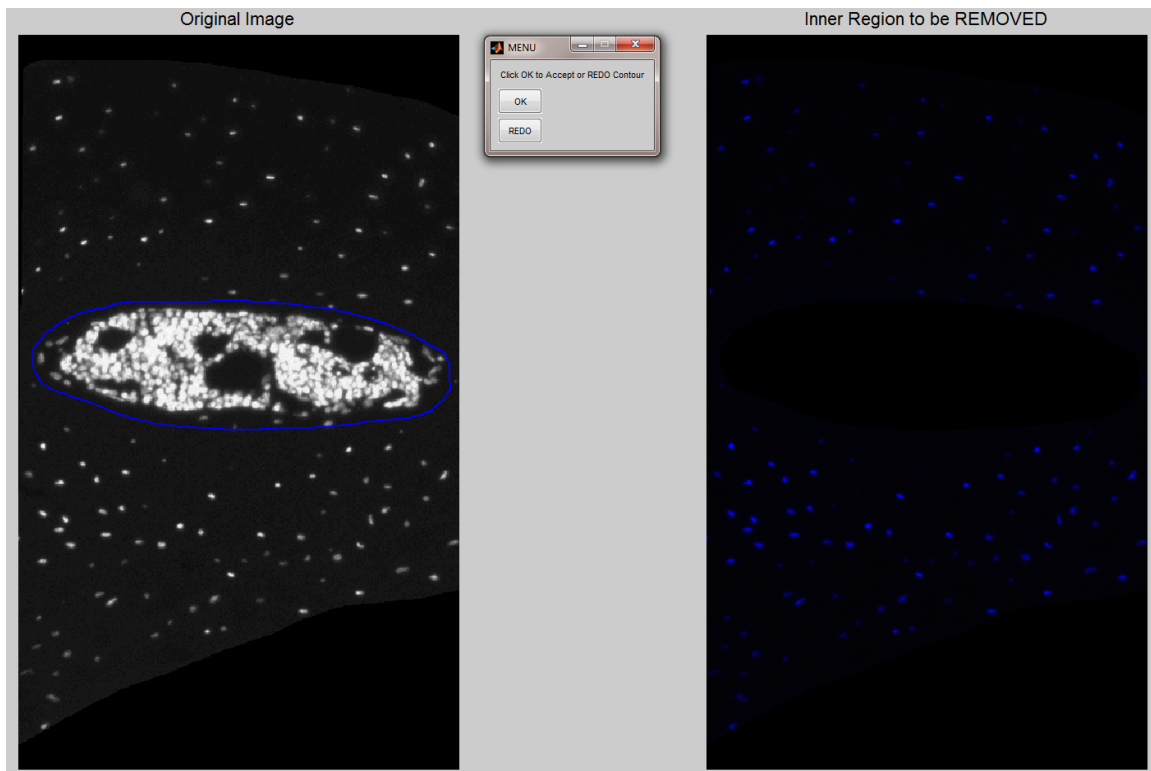 Original Image
Inner Region to be REMOVED
MENU
Click OK to Accept or REDO Contour
OK
REDO